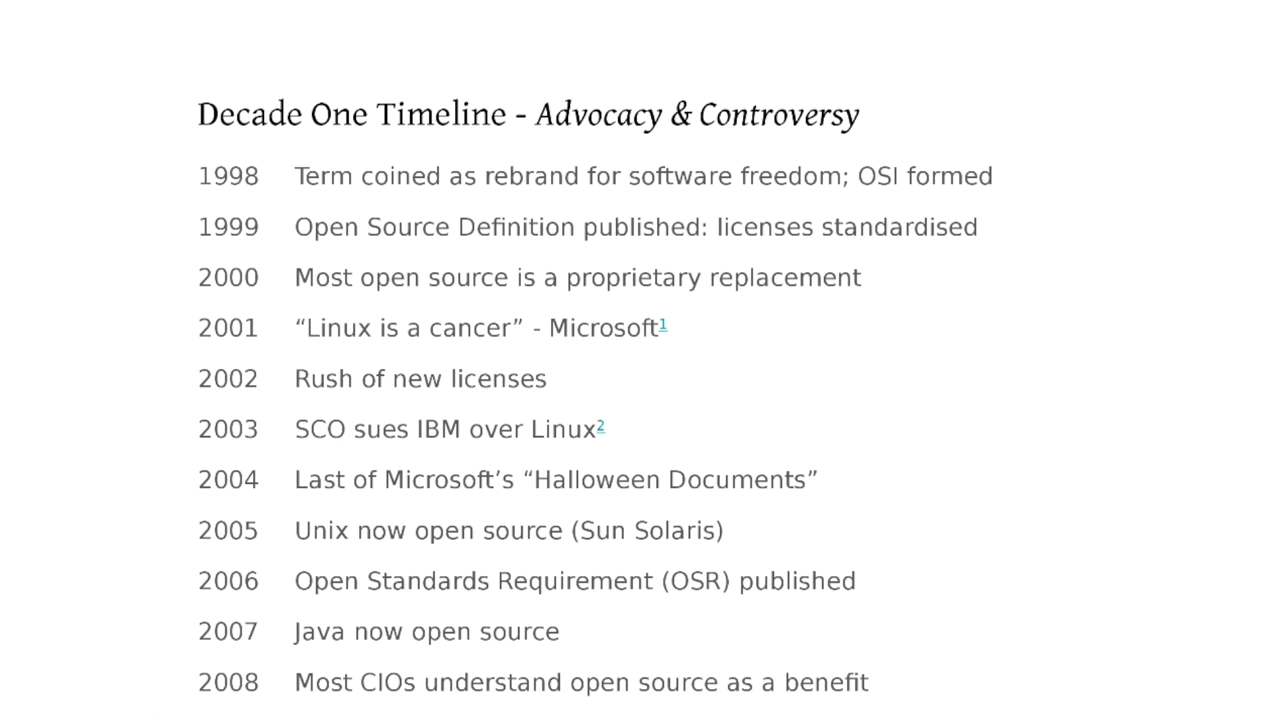 Decade One Timeline - Advocacy & Controversy
1998 Term coined as rebrand for software freedom; OSI formed
1999 Open Source Definition published: licenses standardised
2000 Most open source is a proprietary replacement
2001 “Linux is a cancer” - Microsoft1
2002 Rush of new licenses
2003 SCO sues IBM over Linux2
2004 Last of Microsoft’s “Halloween Documents”
2005 Unix now open source (Sun Solaris)
2006 Open Standards Requirement (OSR) published
2007 Java now open source
2008 Most CIOs understand open source as a benefit